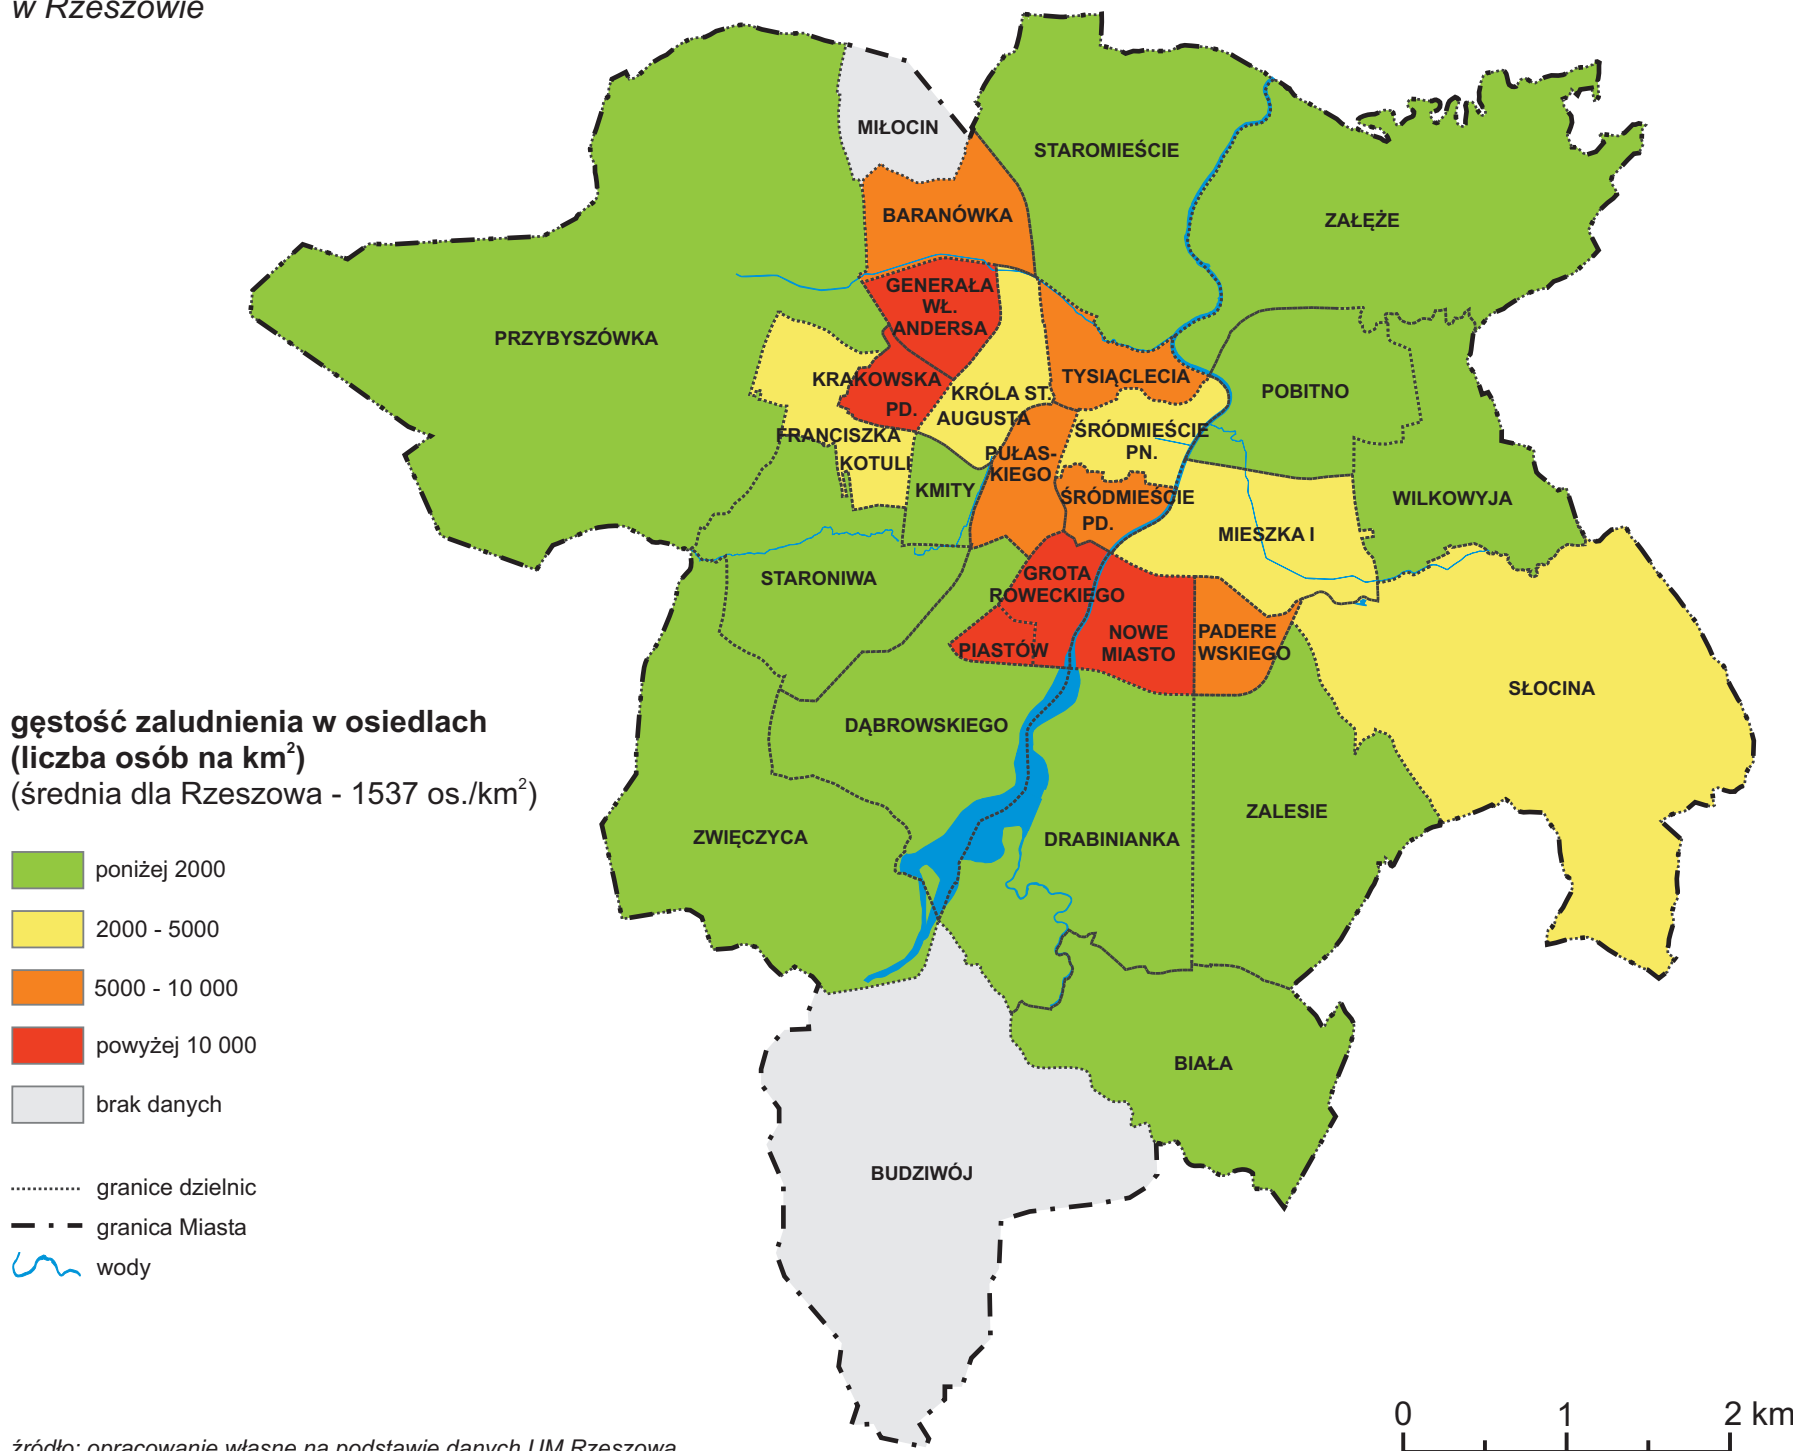 w Rzeszowie
MIŁOCIN
STAROMIEŚCIE
BARANÓWKA
ZAŁĘŻE
GENERAŁA
WŁ.
ANDERSA
PRZYBYSZÓWKA
KRAKOWSKA
PD.
KRÓLA ST.
AUGUSTA
TYSIĄCLECIA
POBITNO
FRANCISZKA
KOTULI
ŚRÓDMIEŚCIE
PN.
PUŁAS-
KIEGO
KMITY
ŚRÓDMIEŚCIE
PD.
WILKOWYJA
MIESZKA I
STARONIWA
GROTA
ROWECKIEGO
PIASTÓW
NOWE
MIASTO
PADERE
WSKIEGO
SŁOCINA
DĄBROWSKIEGO
ZWIĘCZYCA
DRABINIANKA
ZALESIE
BIAŁA
BUDZIWÓJ
gęstość zaludnienia w osiedlach
(liczba osób na km²)
(średnia dla Rzeszowa - 1537 os./km²)
poniżej 2000
2000 - 5000
5000 - 10 000
powyżej 10 000
brak danych
granice dzielnic
granica Miasta
wody
0 1 2 km
źródło: opracowanie własne na podstawie danych UM Rzeszowa